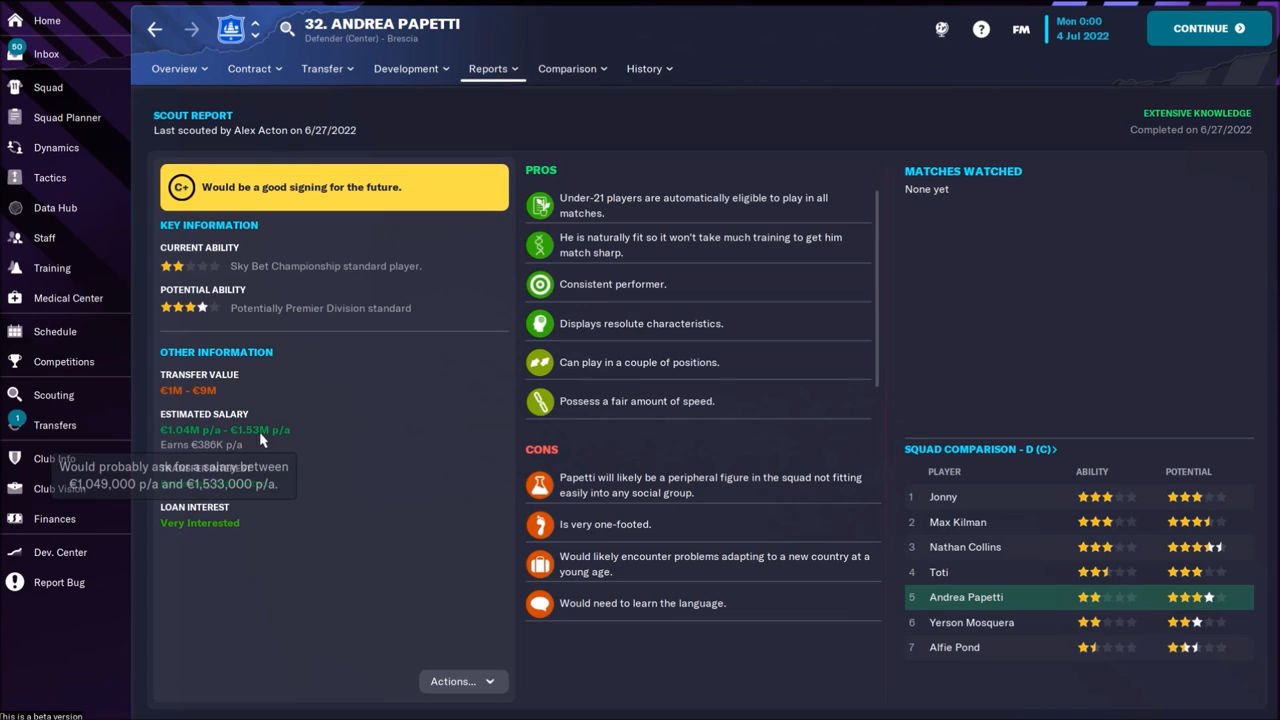 Home
50
Inbox
Squad
Squad Planner
Dynamics
Tactics
Data Hub
Staff
Training
Medical Center
Schedule
Competitions
Scouting
1
Transfers
Club Info
Club Vision
Finances
Dev. Center
Report Bug
This is a beta version
32. ANDREA PAPETTI
Defender (Center) - Brescia
?
FM
Mon 0:00
4 Jul 2022
CONTINUE
Overview
Contract
Transfer
Development
Reports
Comparison
History
SCOUT REPORT
Last scouted by Alex Acton on 6/27/2022
EXTENSIVE KNOWLEDGE
Completed on 6/27/2022
C+ Would be a good signing for the future.
KEY INFORMATION
CURRENT ABILITY
Sky Bet Championship standard player.
POTENTIAL ABILITY
Potentially Premier Division standard
OTHER INFORMATION
TRANSFER VALUE
€1M - €9M
ESTIMATED SALARY
€1.04M p/a - €1.53M p/a
Earns €386K p/a
Would probably ask for a salary between
€1,049,000 p/a and €1,533,000 p/a.
LOAN INTEREST
Very Interested
Actions...
PROS
Under-21 players are automatically eligible to play in all
matches.
He is naturally fit so it won't take much training to get him
match sharp.
Consistent performer.
Displays resolute characteristics.
Can play in a couple of positions.
Possess a fair amount of speed.
CONS
Papetti will likely be a peripheral figure in the squad not fitting
easily into any social group.
Is very one-footed.
Would likely encounter problems adapting to a new country at a
young age.
Would need to learn the language.
MATCHES WATCHED
None yet
SQUAD COMPARISON - D (C)>
PLAYER ABILITY POTENTIAL
1 Jonny
2 Max Kilman
3 Nathan Collins
4 Toti
5 Andrea Papetti
6 Yerson Mosquera
7 Alfie Pond